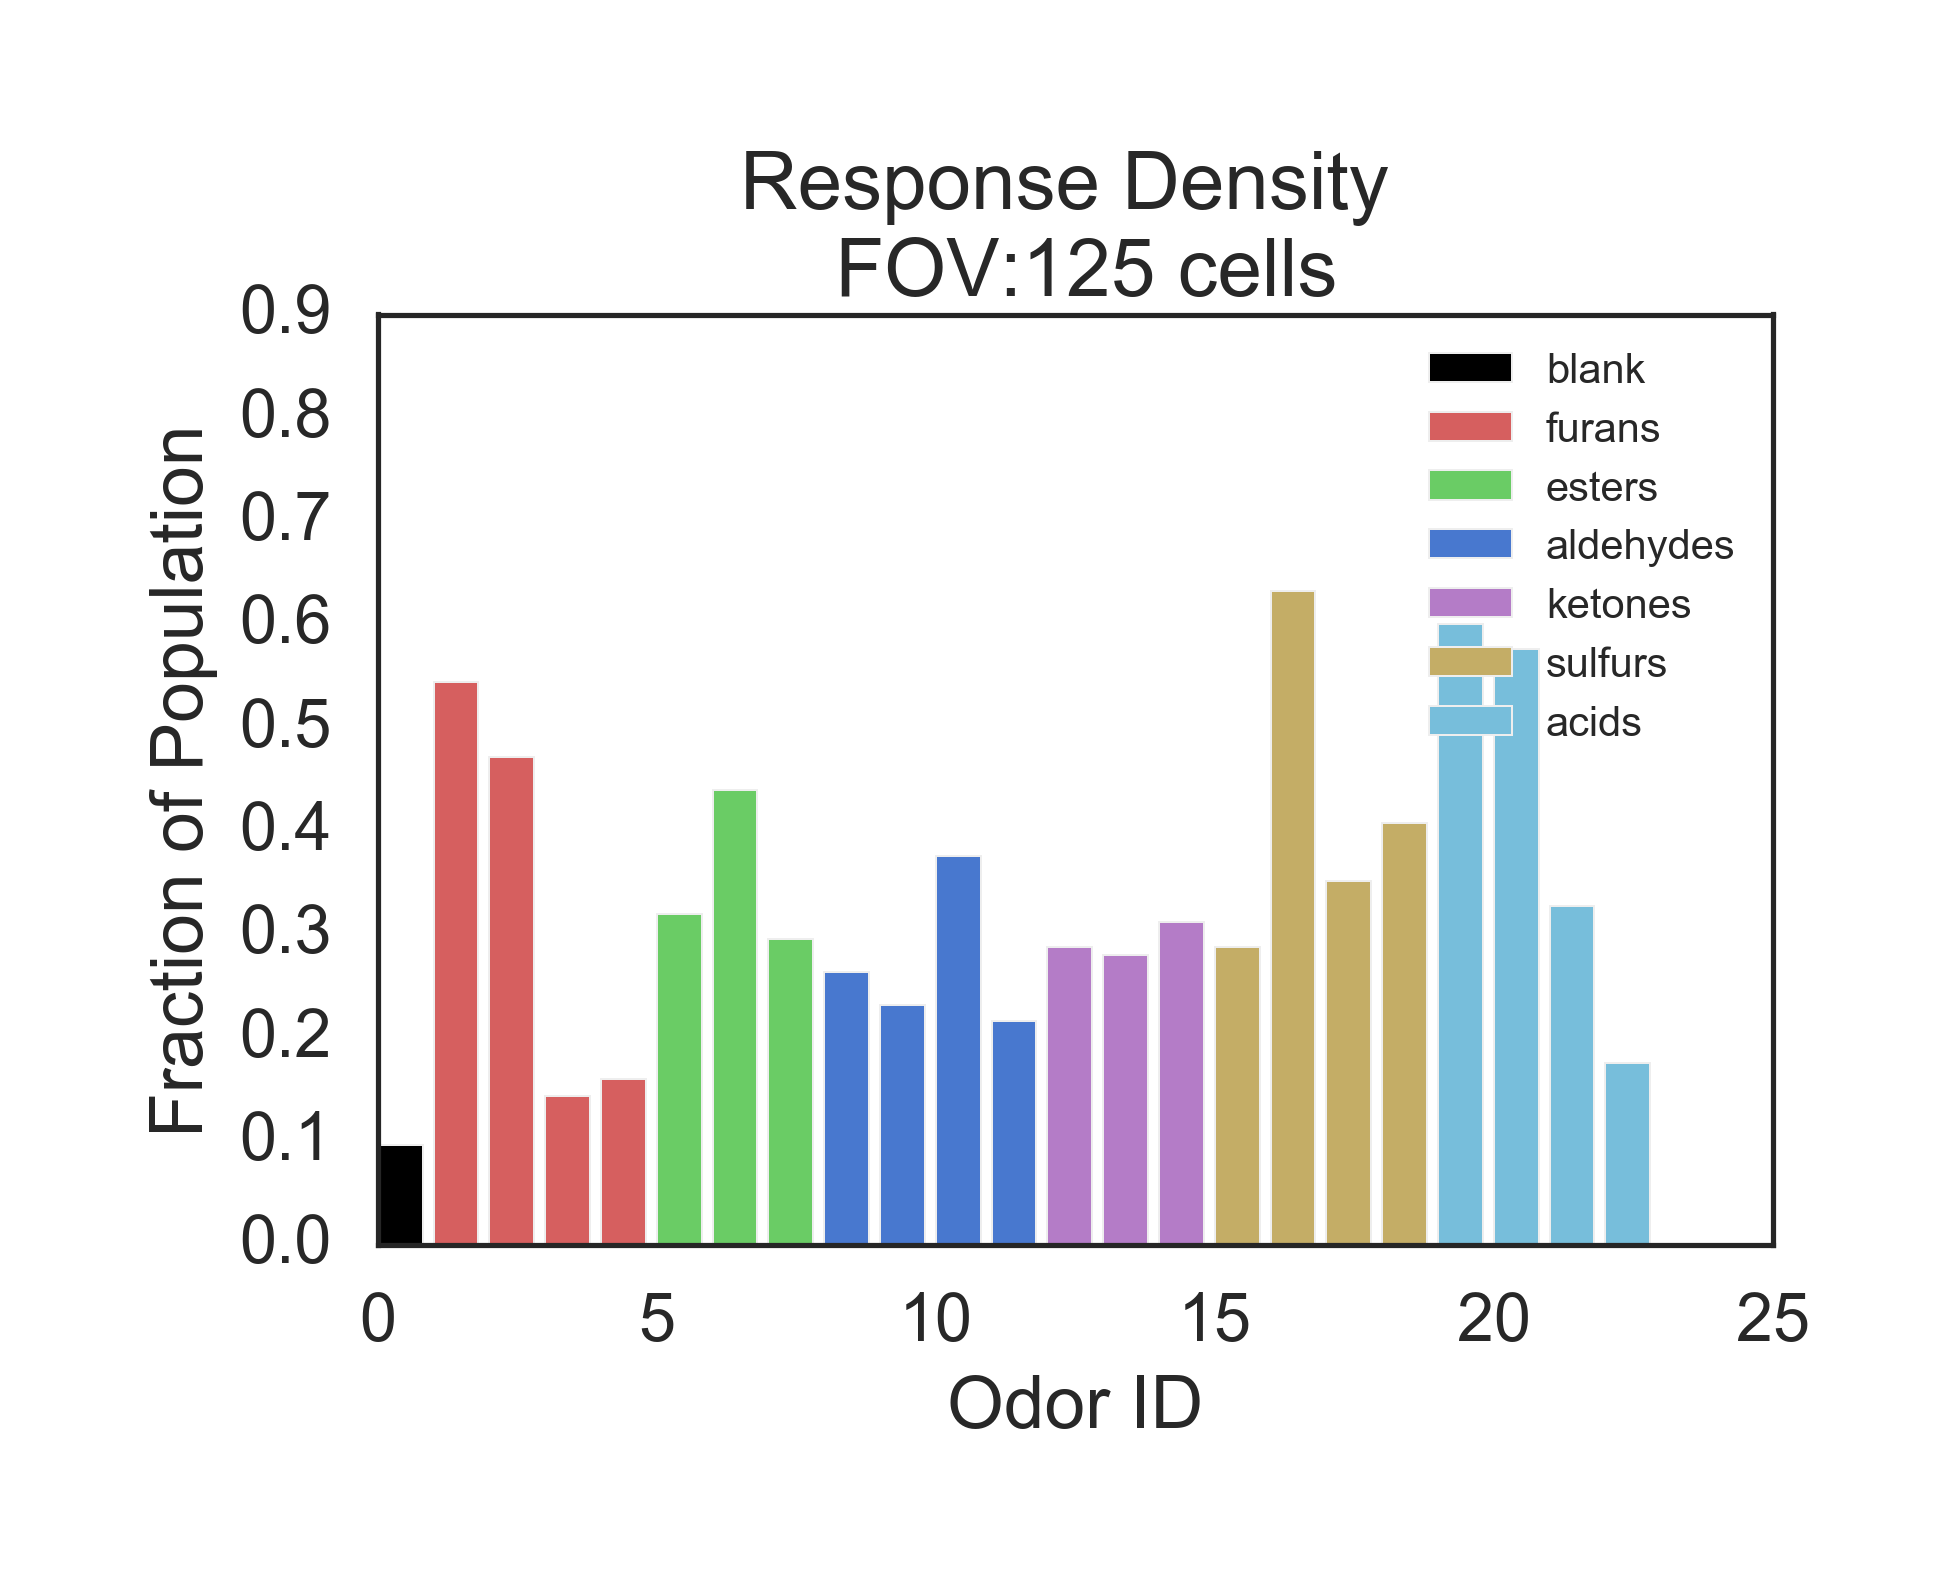 Response Density
FOV:125 cells
0.9
0.8
0.7
0.6
0.5
0.4
0.3
0.2
0.1
0.0
Fraction of Population
blank
furans
esters
aldehydes
ketones
sulfurs
acids
0 5 10 15 20 25
Odor ID